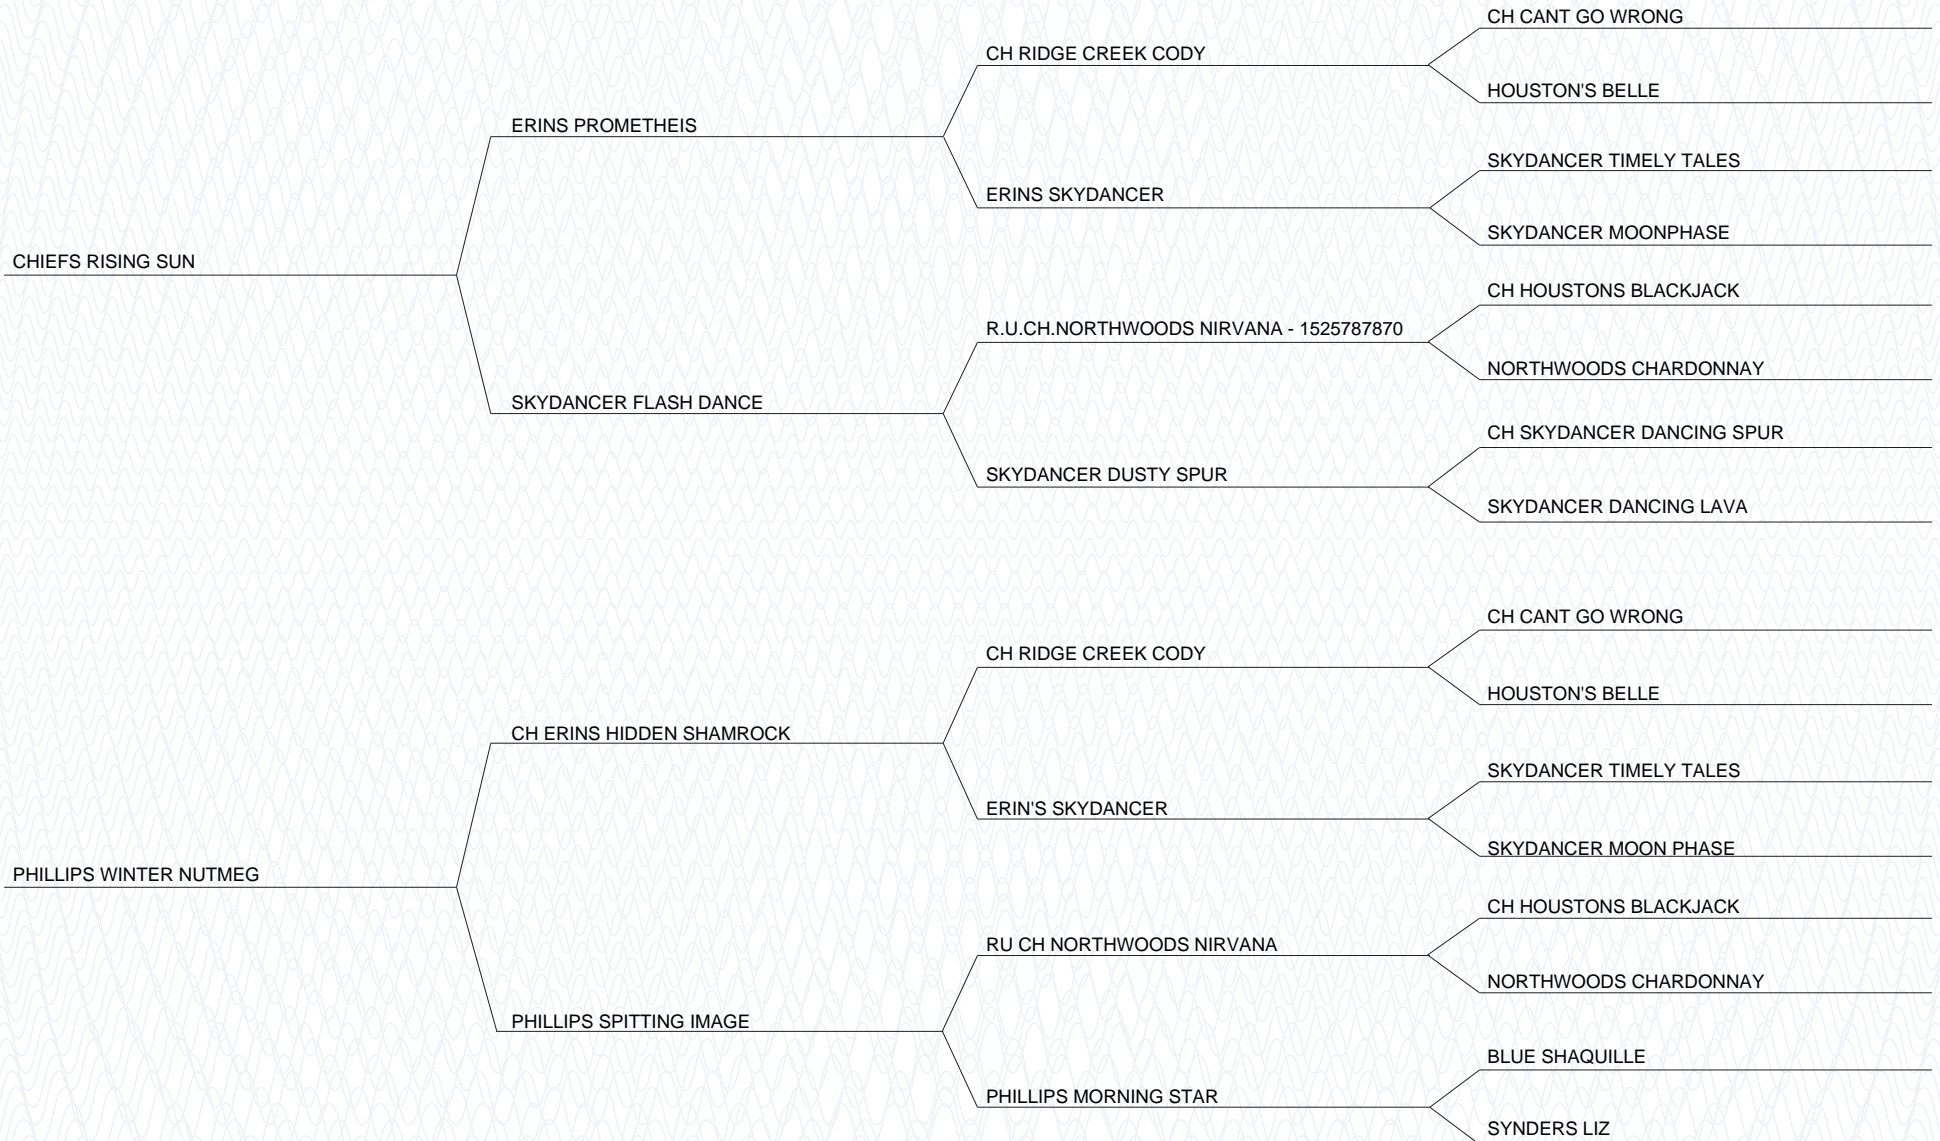 CH CANT GO WRONG
CH RIDGE CREEK CODY
HOUSTON'S BELLE
ERINS PROMETHEIS
SKYDANCER TIMELY TALES
ERINS SKYDANCER
SKYDANCER MOONPHASE
CHIEFS RISING SUN
CH HOUSTONS BLACKJACK
R.U.CH.NORTHWOODS NIRVANA - 1525787870
NORTHWOODS CHARDONNAY
SKYDANCER FLASH DANCE
CH SKYDANCER DANCING SPUR
SKYDANCER DUSTY SPUR
SKYDANCER DANCING LAVA
CH CANT GO WRONG
CH RIDGE CREEK CODY
HOUSTON'S BELLE
CH ERINS HIDDEN SHAMROCK
SKYDANCER TIMELY TALES
ERIN'S SKYDANCER
SKYDANCER MOON PHASE
PHILLIPS WINTER NUTMEG
CH HOUSTONS BLACKJACK
RU CH NORTHWOODS NIRVANA
NORTHWOODS CHARDONNAY
PHILLIPS SPITTING IMAGE
BLUE SHAQUILLE
PHILLIPS MORNING STAR
SYNDERS LIZ